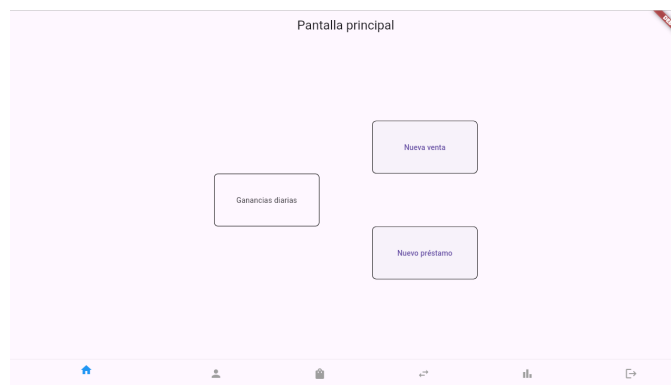 Pantalla principal
Nueva venta
Ganancias diarias
Nuevo préstamo